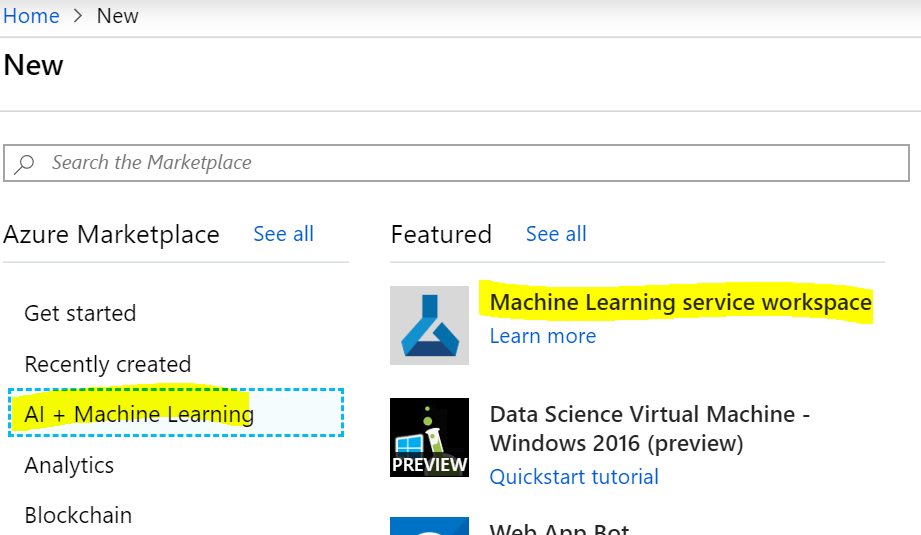 Home > New
New
Search the Marketplace
Azure Marketplace See all
Featured See all
Get started
Recently created
AI + Machine Learning
Analytics
Blockchain
Machine Learning service workspace
Learn more
PREVIEW
Data Science Virtual Machine -
Windows 2016 (preview)
Quickstart tutorial
Web App Bot